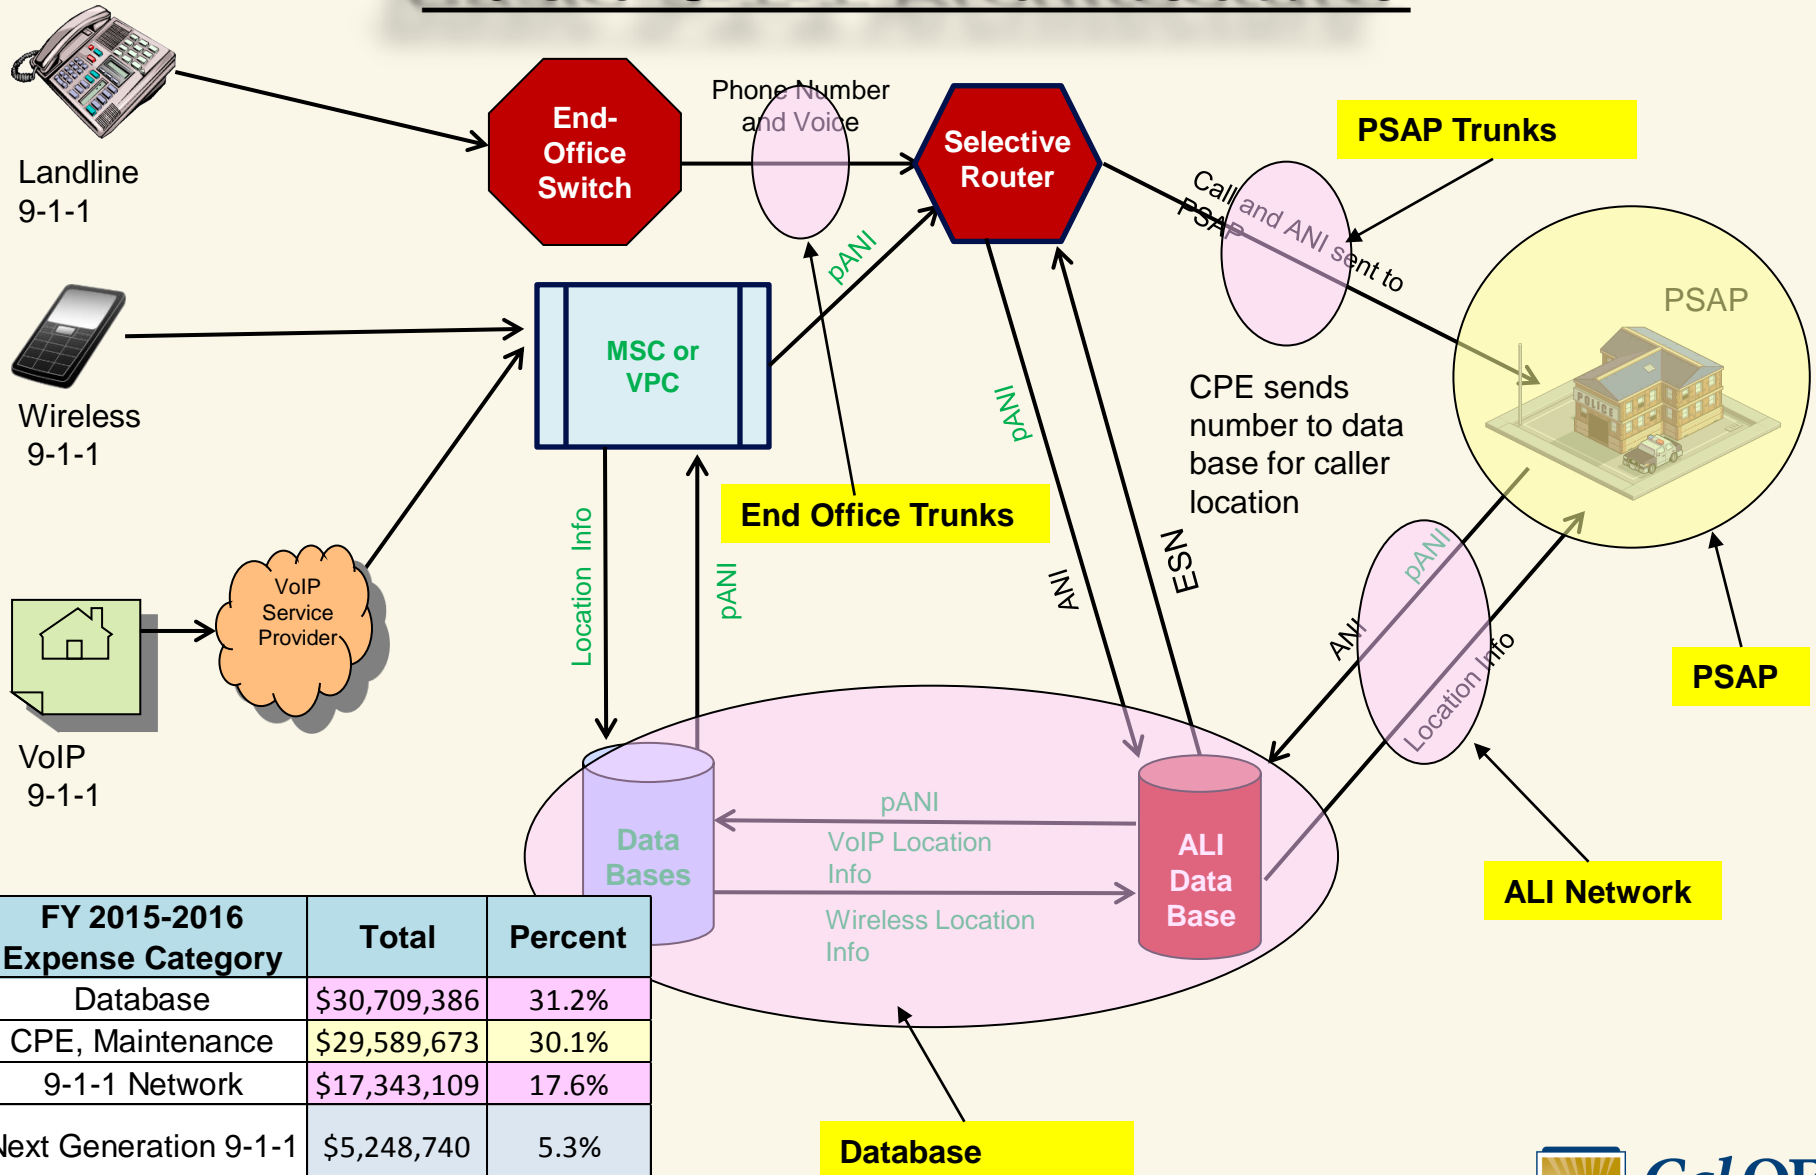 Landline
9-1-1
Wireless
9-1-1
VoIP
9-1-1
VoIP
Service
Provider
End-
Office
Switch
Phone Number
and Voice
Selective
Router
PSAP Trunks
Call and ANI sent to
PSAP
PSAP
POLICE
pANI
MSC or
VPC
CPE sends
number to data
base for caller
location
End Office Trunks
Location Info
pANI
pANI
ANI
ESN
pANI
ANI
Location Info
PSAP
ALI Network
Data
Bases
pANI
VoIP Location
Info
Wireless Location
Info
ALI
Data
Base
Database
FY 2015-2016
Expense Category Total Percent
Database $30,709,386 31.2%
CPE, Maintenance $29,589,673 30.1%
9-1-1 Network $17,343,109 17.6%
Next Generation 9-1-1 $5,248,740 5.3%